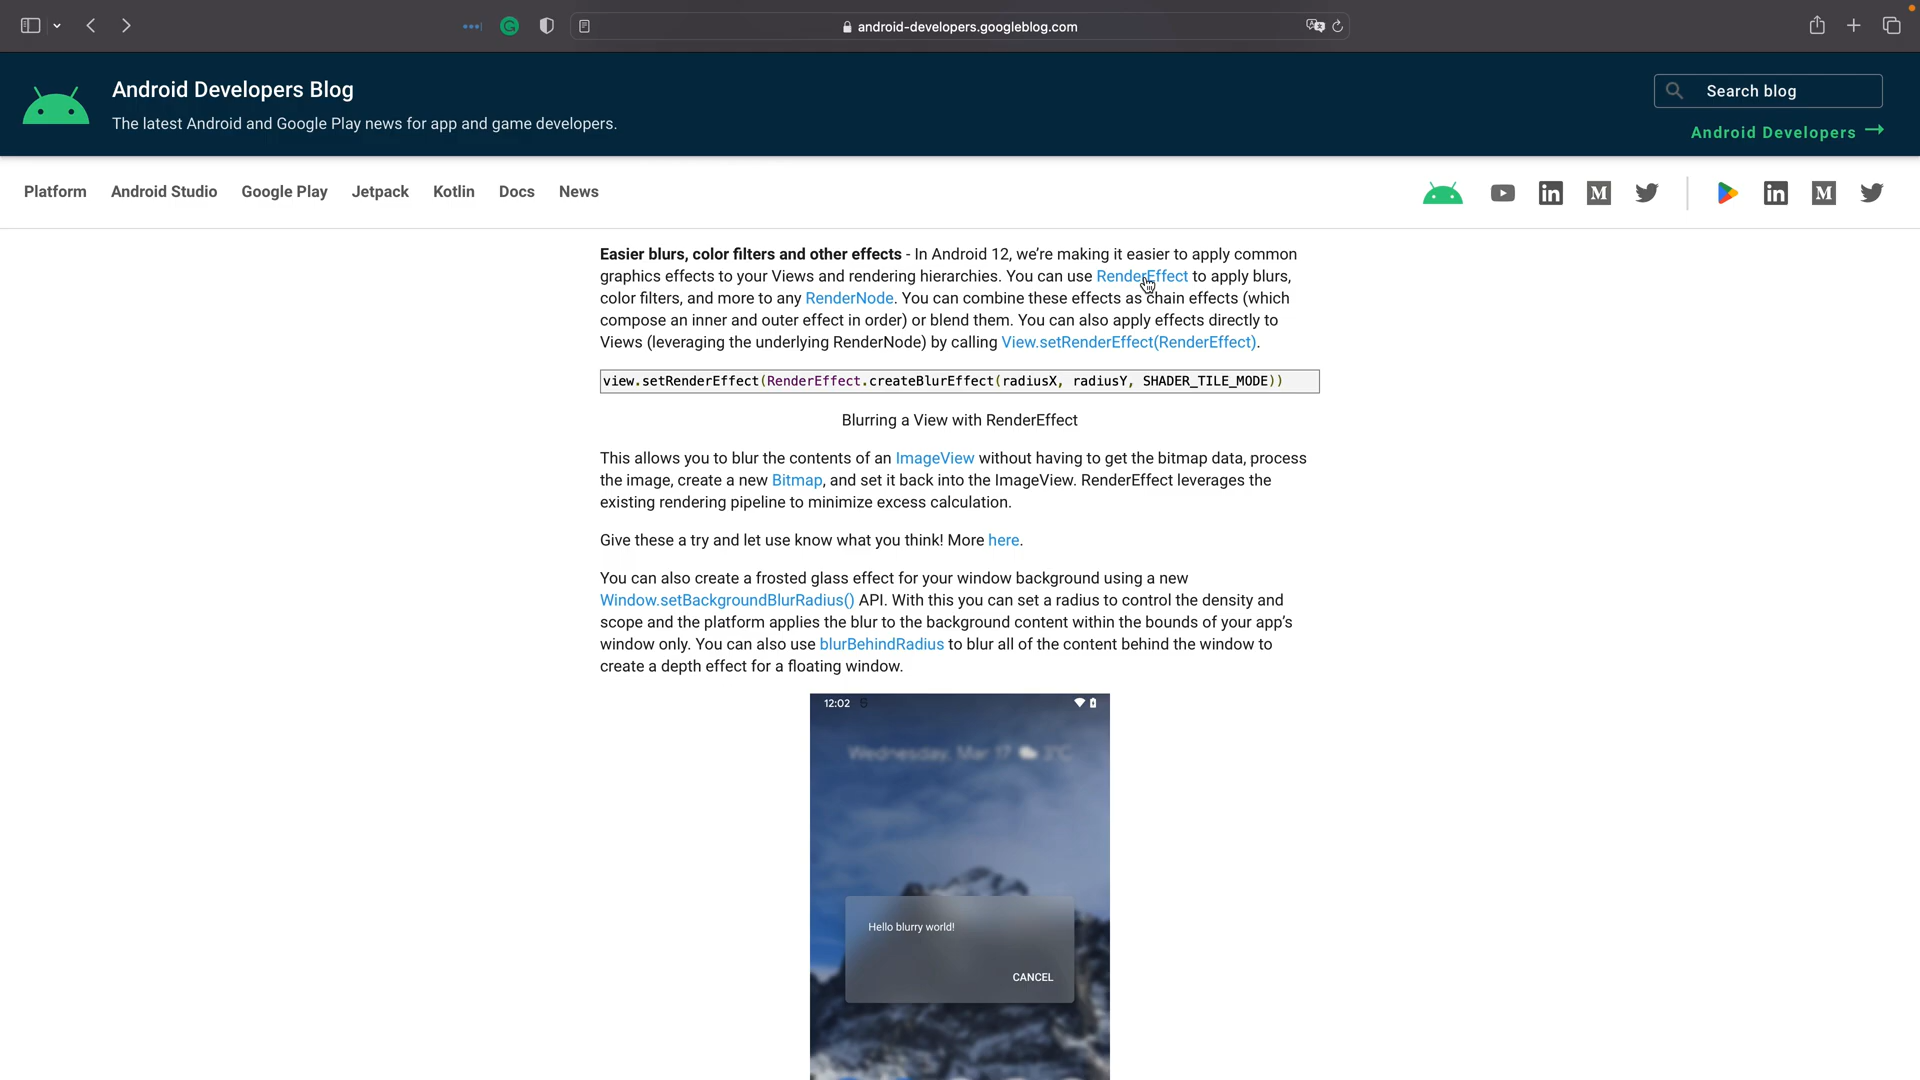 android-developers.googleblog.com
Android Developers Blog
The latest Android and Google Play news for app and game developers.
Search blog
Android Developers →
Platform Android Studio Google Play Jetpack Kotlin Docs News
Easier blurs, color filters and other effects - In Android 12, we’re making it easier to apply common
graphics effects to your Views and rendering hierarchies. You can use RenderEffect to apply blurs,
color filters, and more to any RenderNode. You can combine these effects as chain effects (which
compose an inner and outer effect in order) or blend them. You can also apply effects directly to
Views (leveraging the underlying RenderNode) by calling View.setRenderEffect(RenderEffect).
view.setRenderEffect(RenderEffect.createBlurEffect(radiusX, radiusY, SHADER_TILE_MODE))
Blurring a View with RenderEffect
This allows you to blur the contents of an ImageView without having to get the bitmap data, process
the image, create a new Bitmap, and set it back into the ImageView. RenderEffect leverages the
existing rendering pipeline to minimize excess calculation.
Give these a try and let use know what you think! More here.
You can also create a frosted glass effect for your window background using a new
Window.setBackgroundBlurRadius() API. With this you can set a radius to control the density and
scope and the platform applies the blur to the background content within the bounds of your app’s
window only. You can also use blurBehindRadius to blur all of the content behind the window to
create a depth effect for a floating window.
12:02
Wednesday, Mar 17 3°C
Hello blurry world!
CANCEL